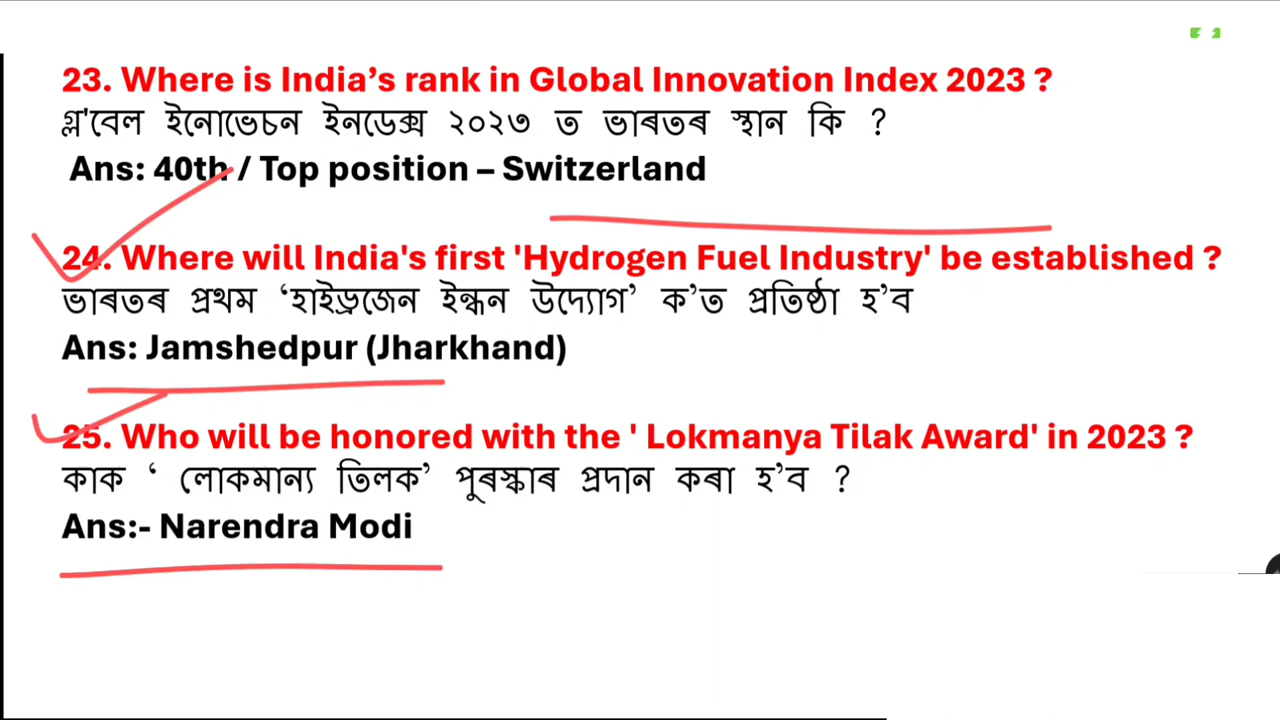 23. Where is India’s rank in Global Innovation Index 2023 ?
গ্ল'বেল ইনোভেচন ইনডেক্স ২০২৩ ত ভাৰতৰ স্থান কি ?
Ans: 40th / Top position – Switzerland
24. Where will India's first 'Hydrogen Fuel Industry' be established ?
ভাৰতৰ প্ৰথম ‘হাইড্ৰজেন ইন্ধন উদ্যোগ’ ক’ত প্ৰতিষ্ঠা হ’ব
Ans: Jamshedpur (Jharkhand)
25. Who will be honored with the ' Lokmanya Tilak Award' in 2023 ?
কাক ‘ লোকমান্য তিলক’ পুৰস্কাৰ প্ৰদান কৰা হ’ব ?
Ans:- Narendra Modi